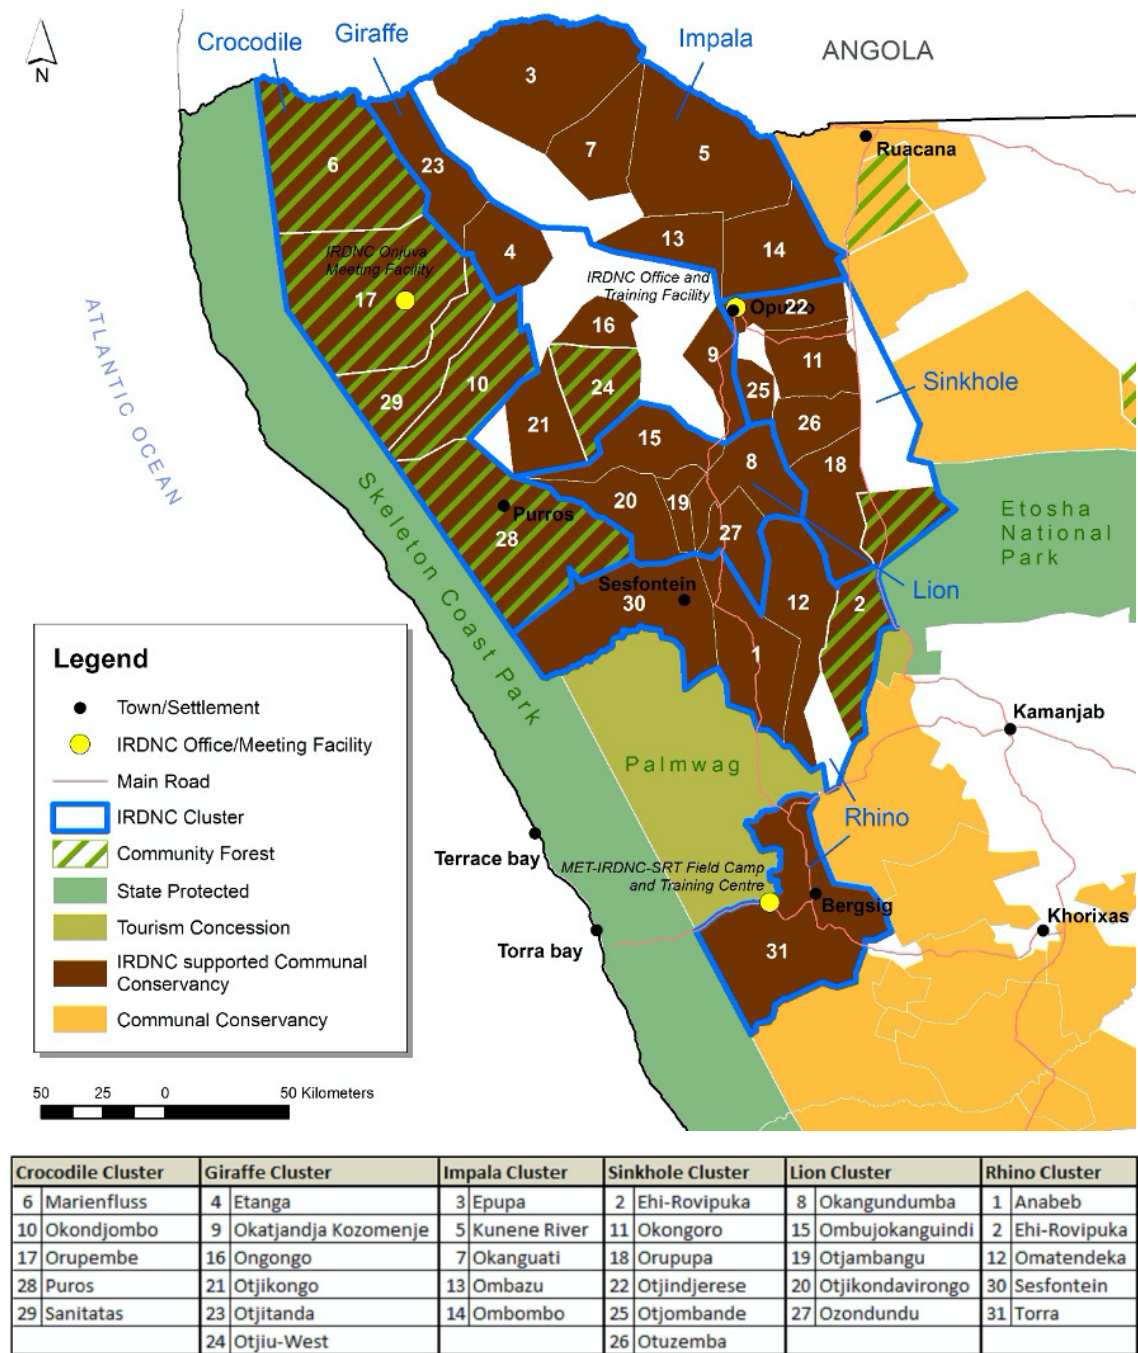 Crocodile
Giraffe
Impala
ANGOLA
N
3
7
5
Ruacana
6
23
4
13
14
IRDNC Onjuva
Meeting Facility
17
IRDNC Office and
Training Facility
Opuwo
22
16
9
11
ATLANTIC OCEAN
10
24
25
Sinkhole
29
21
15
26
8
18
20
19
Purros
28
27
Etosha
National
Park
Skeleton Coast Park
Sesfontein
30
12
2
Lion
1
Legend
Town/Settlement
IRDNC Office/Meeting Facility
Main Road
IRDNC Cluster
Community Forest
State Protected
Tourism Concession
IRDNC supported Communal
Conservancy
Communal Conservancy
Kamanjab
Palmwag
Rhino
Terrace bay
MET-IRDNC-SRT Field Camp
and Training Centre
Bergsig
Khorixas
Torra bay
31
50 25 0 50 Kilometers
Crocodile Cluster Giraffe Cluster Impala Cluster Sinkhole Cluster Lion Cluster Rhino Cluster
6 Marienfluss 4 Etanga 3 Epupa 2 Ehi-Rovipuka 8 Okangundumba 1 Anabeb
10 Okondjombo 9 Okatjandja Kozomenje 5 Kunene River 11 Okongoro 15 Ombujokanguindi 2 Ehi-Rovipuka
17 Orupembe 16 Ongongo 7 Okanguati 18 Orupupa 19 Otjambangu 12 Omatendeka
28 Puros 21 Otjikongo 13 Ombazu 22 Otjindjerese 20 Otjikondavirongo 30 Sesfontein
29 Sanitatas 23 Otjitanda 14 Ombombo 25 Otjombande 27 Ozondundu 31 Torra
24 Otjiu-West 26 Otuzemba